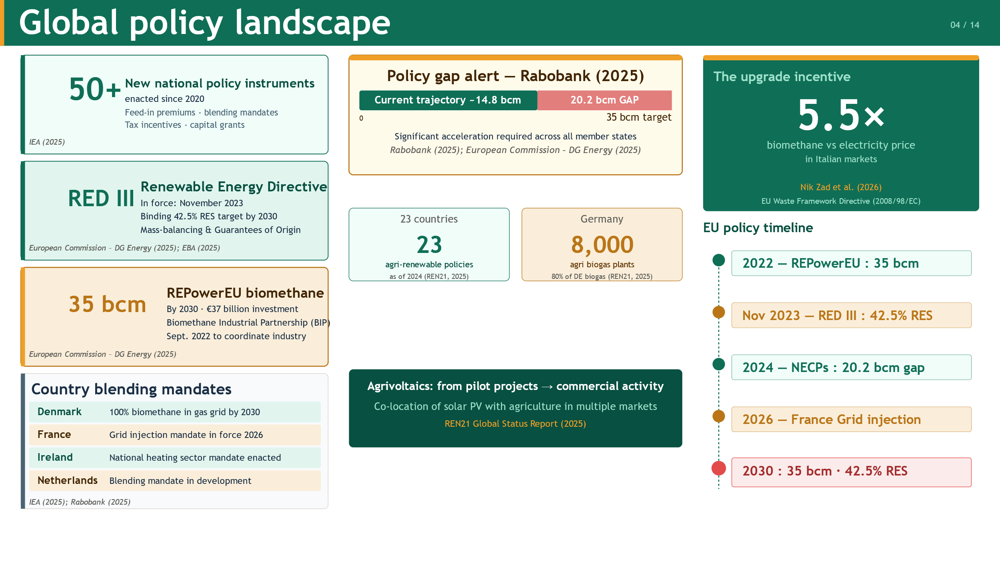 Global policy landscape
04 / 14
50+
New national policy instruments
enacted since 2020
Feed-in premiums · blending mandates
Tax incentives · capital grants
IEA (2025)
RED III
Renewable Energy Directive
In force: November 2023
Binding 42.5% RES target by 2030
Mass-balancing & Guarantees of Origin
European Commission – DG Energy (2025); EBA (2025)
35 bcm
REPowerEU biomethane
By 2030 · €37 billion investment
Biomethane Industrial Partnership (BIP)
Sept. 2022 to coordinate industry
European Commission – DG Energy (2025)
Country blending mandates
Denmark 100% biomethane in gas grid by 2030
France Grid injection mandate in force 2026
Ireland National heating sector mandate enacted
Netherlands Blending mandate in development
IEA (2025); Rabobank (2025)
Policy gap alert — Rabobank (2025)
Current trajectory ~14.8 bcm 20.2 bcm GAP
0 35 bcm target
Significant acceleration required across all member states
Rabobank (2025); European Commission – DG Energy (2025)
23 countries
23
agri-renewable policies
as of 2024 (REN21, 2025)
Germany
8,000
agri biogas plants
80% of DE biogas (REN21, 2025)
Agrivoltaics: from pilot projects → commercial activity
Co-location of solar PV with agriculture in multiple markets
REN21 Global Status Report (2025)
The upgrade incentive
5.5×
biomethane vs electricity price
in Italian markets
Nik Zad et al. (2026)
EU Waste Framework Directive (2008/98/EC)
EU policy timeline
2022 — REPowerEU : 35 bcm
Nov 2023 — RED III : 42.5% RES
2024 — NECPs : 20.2 bcm gap
2026 — France Grid injection
2030 : 35 bcm · 42.5% RES